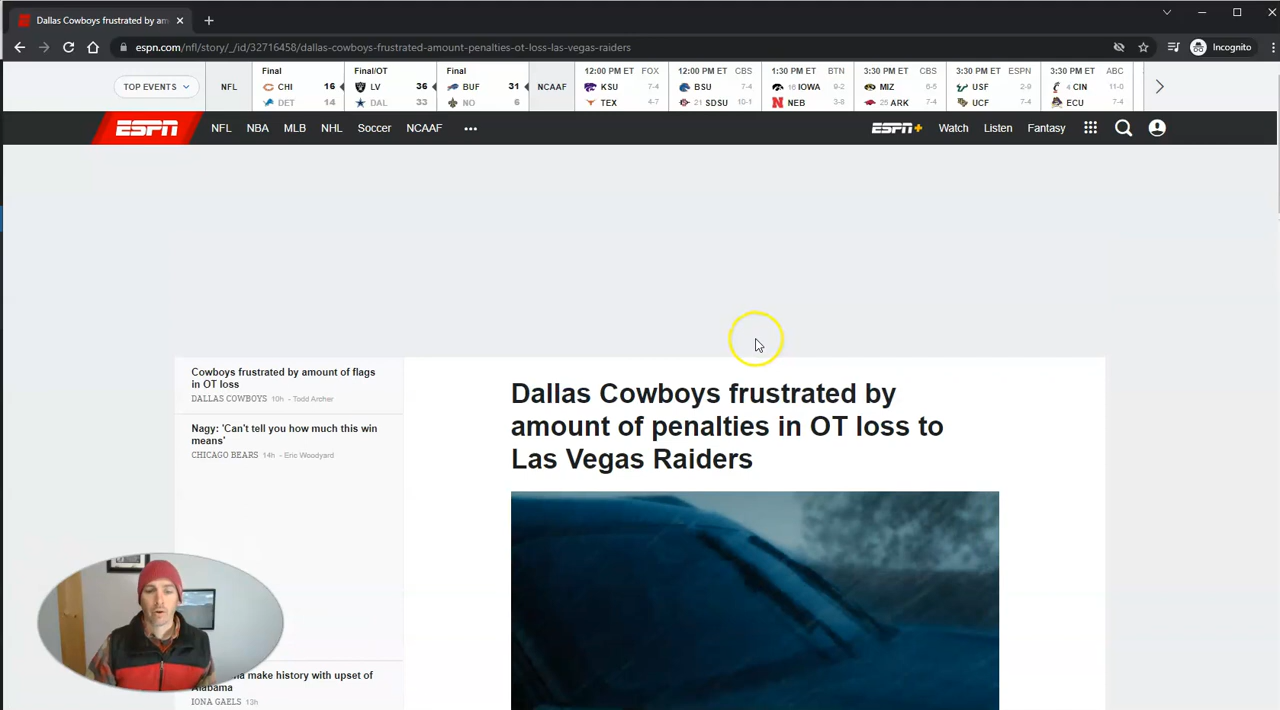 Dallas Cowboys frustrated by am
espn.com/nfl/story/_/id/32716458/dallas-cowboys-frustrated-amount-penalties-ot-loss-las-vegas-raiders
Incognito
TOP EVENTS
NFL
Final
CHI 16
DET 14
Final/OT
LV 36
DAL 33
Final
BUF 31
NO 6
NCAAF
12:00 PM ET FOX
KSU 7-4
TEX 4-7
12:00 PM ET CBS
BSU 7-4
21 SDSU 10-1
1:30 PM ET BTN
16 IOWA 9-2
NEB 3-8
3:30 PM ET CBS
MIZ 6-5
25 ARK 7-4
3:30 PM ET ESPN
USF 2-9
UCF 7-4
3:30 PM ET ABC
4 CIN 11-0
ECU 7-4
ESPN NFL NBA MLB NHL Soccer NCAAF ••• ESPN+ Watch Listen Fantasy
Cowboys frustrated by amount of flags
in OT loss
DALLAS COWBOYS 10h - Todd Archer
Nagy: 'Can't tell you how much this win
means'
CHICAGO BEARS 14h - Eric Woodyard
make history with upset of
Alabama
IONA GAELS 13h
Dallas Cowboys frustrated by
amount of penalties in OT loss to
Las Vegas Raiders